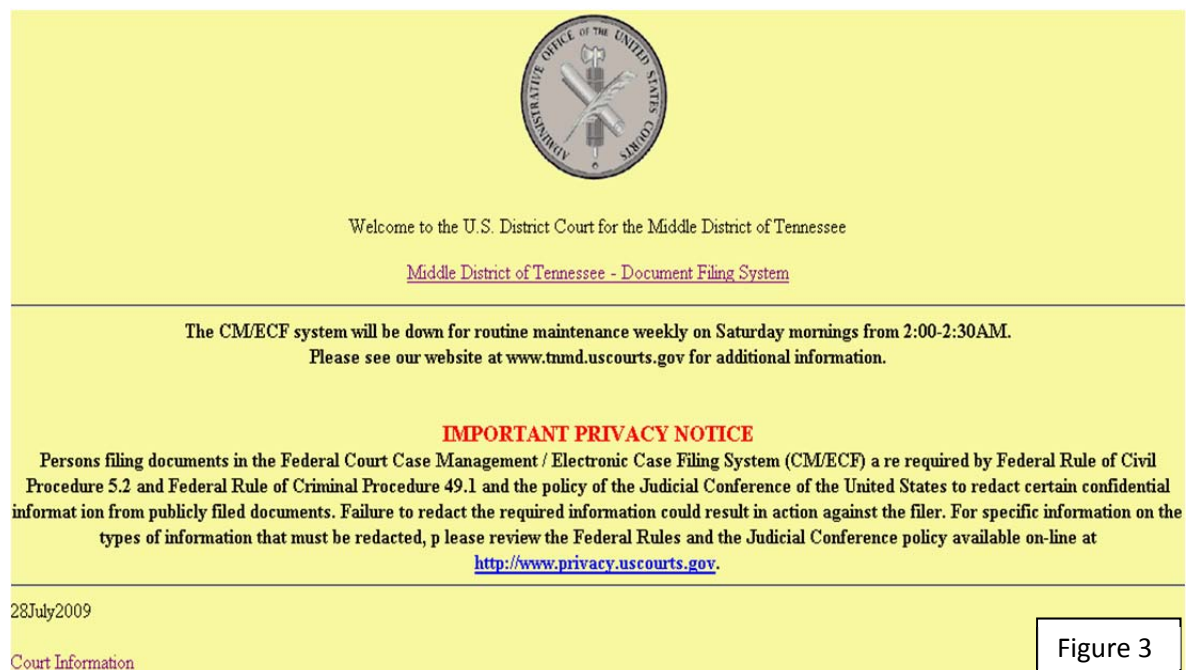 ADMINISTRATIVE OFFICE OF THE UNITED STATES COURTS
Welcome to the U.S. District Court for the Middle District of Tennessee
Middle District of Tennessee - Document Filing System
The CM/ECF system will be down for routine maintenance weekly on Saturday mornings from 2:00-2:30AM.
Please see our website at www.tnmd.uscourts.gov for additional information.
IMPORTANT PRIVACY NOTICE
Persons filing documents in the Federal Court Case Management / Electronic Case Filing System (CM/ECF) a re required by Federal Rule of Civil
Procedure 5.2 and Federal Rule of Criminal Procedure 49.1 and the policy of the Judicial Conference of the United States to redact certain confidential
informat ion from publicly filed documents. Failure to redact the required information could result in action against the filer. For specific information on the
types of information that must be redacted, p lease review the Federal Rules and the Judicial Conference policy available on-line at
http://www.privacy.uscourts.gov.
28July2009
Court Information
Figure 3